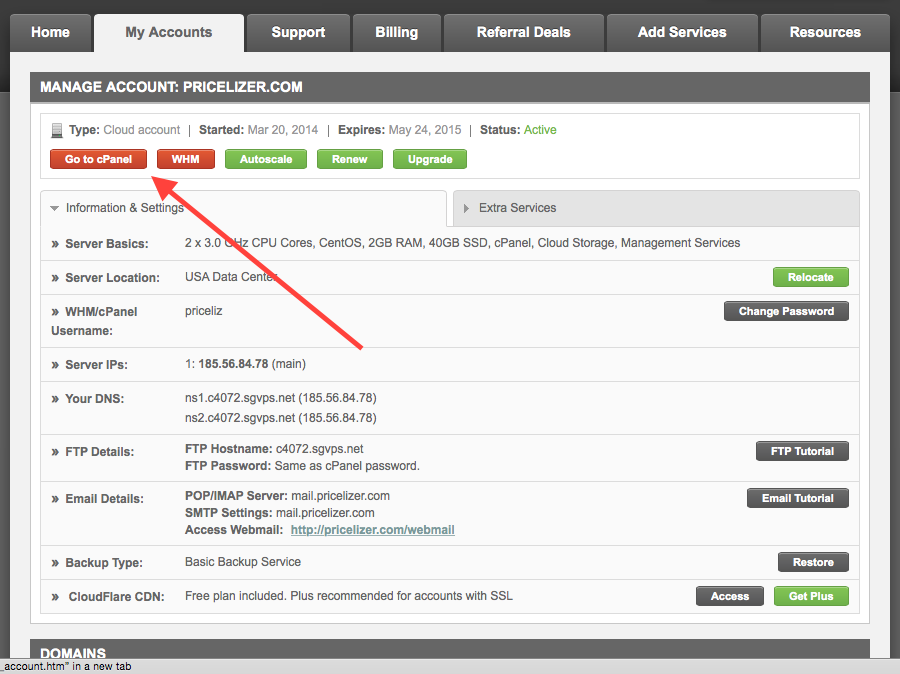 Home My Accounts Support Billing Referral Deals Add Services Resources
MANAGE ACCOUNT: PRICELIZER.COM
Type: Cloud account | Started: Mar 20, 2014 | Expires: May 24, 2015 | Status: Active
Go to cPanel WHM Autoscale Renew Upgrade
Information & Settings Extra Services
» Server Basics: 2 x 3.0 GHz CPU Cores, CentOS, 2GB RAM, 40GB SSD, cPanel, Cloud Storage, Management Services
» Server Location: USA Data Center Relocate
» WHM/cPanel Username: priceliz Change Password
» Server IPs: 1: 185.56.84.78 (main)
» Your DNS: ns1.c4072.sgvps.net (185.56.84.78)
ns2.c4072.sgvps.net (185.56.84.78)
» FTP Details: FTP Hostname: c4072.sgvps.net FTP Tutorial
FTP Password: Same as cPanel password.
» Email Details: POP/IMAP Server: mail.pricelizer.com Email Tutorial
SMTP Settings: mail.pricelizer.com
Access Webmail: http://pricelizer.com/webmail
» Backup Type: Basic Backup Service Restore
» CloudFlare CDN: Free plan included. Plus recommended for accounts with SSL Access Get Plus
DOMAINS
_account.htm" in a new tab